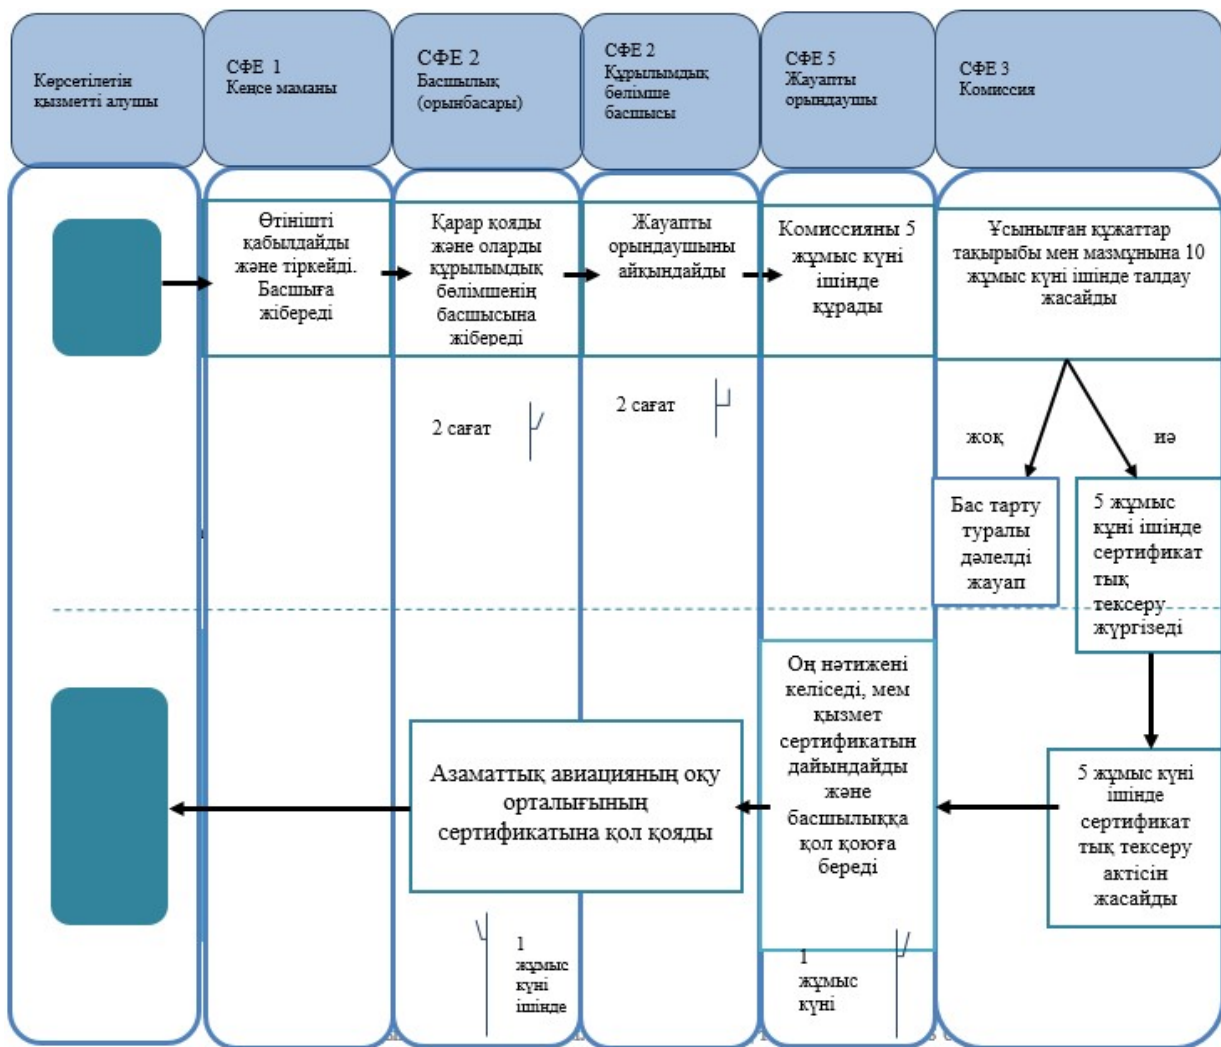 Көрсетілетін
қызметті алушы
СФЕ 1
Кеңсе маманы
СФЕ 2
Басшылық
(орынбасары)
СФЕ 2
Құрылымдық
бөлімше
басшысы
СФЕ 5
Жауапты
орындаушы
СФЕ 3
Комиссия
Өтінішті
қабылдайды
және тіркейді.
Басшыға
жібереді
Қарар қояды
және оларды
құрылымдық
бөлімшенің
басшысына
жібереді
Жауапты
орындаушыны
айқындайды
Комиссияны 5
жұмыс күні
ішінде
құрады
Ұсынылған құжаттар
тақырыбы мен мазмұнына 10
жұмыс күні ішінде талдау
жасайды
2 сағат
2 сағат
жоқ
иә
Бас тарту
туралы
дәлелді
жауап
5 жұмыс
күні ішінде
сертификат
тық
тексеру
жүргізеді
Оң нәтижені
келіседі, мем
қызмет
сертификатын
дайындайды
және
басшылыққа
қол қоюға
береді
Азаматтық авиацияның оқу
орталығының
сертификатына қол қояды
5 жұмыс күні
ішінде
сертификат
тық тексеру
актісін
жасайды
1
жұмыс
күні
ішінде
1
жұмыс
күні